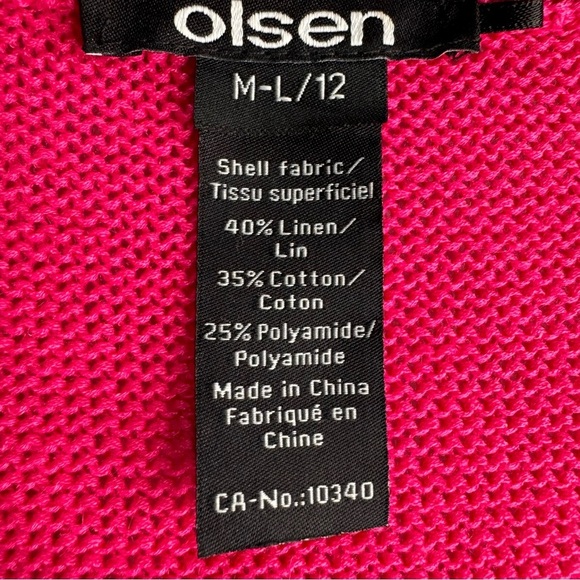 olsen
M-L/12
Shell fabric/
Tissu superficiel
40% Linen/
Lin
35% Cotton/
Coton
25% Polyamide/
Polyamide
Made in China
Fabriqué en
Chine
CA-No.:10340